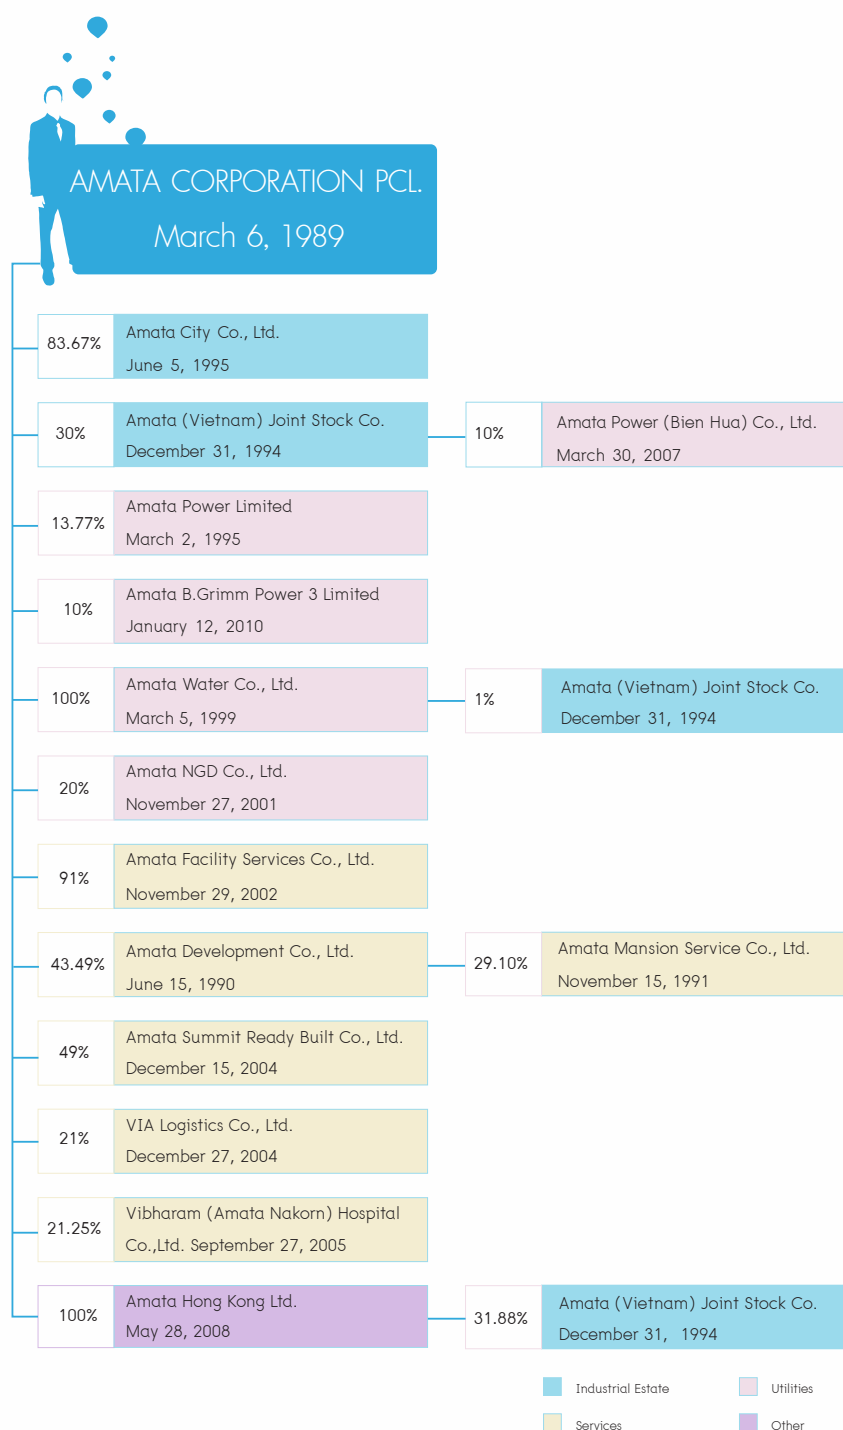 AMATA CORPORATION PCL.
March 6, 1989
83.67%
Amata City Co., Ltd.
June 5, 1995
30%
Amata (Vietnam) Joint Stock Co.
December 31, 1994
10%
Amata Power (Bien Hua) Co., Ltd.
March 30, 2007
13.77%
Amata Power Limited
March 2, 1995
10%
Amata B.Grimm Power 3 Limited
January 12, 2010
100%
Amata Water Co., Ltd.
March 5, 1999
1%
Amata (Vietnam) Joint Stock Co.
December 31, 1994
20%
Amata NGD Co., Ltd.
November 27, 2001
91%
Amata Facility Services Co., Ltd.
November 29, 2002
43.49%
Amata Development Co., Ltd.
June 15, 1990
29.10%
Amata Mansion Service Co., Ltd.
November 15, 1991
49%
Amata Summit Ready Built Co., Ltd.
December 15, 2004
21%
VIA Logistics Co., Ltd.
December 27, 2004
21.25%
Vibharam (Amata Nakorn) Hospital
Co.,Ltd. September 27, 2005
100%
Amata Hong Kong Ltd.
May 28, 2008
31.88%
Amata (Vietnam) Joint Stock Co.
December 31, 1994
Industrial Estate
Utilities
Services
Other